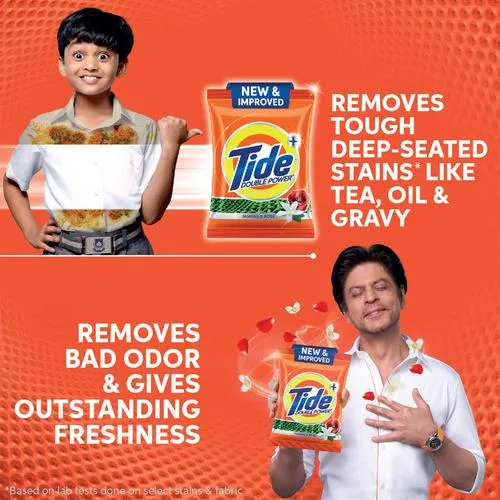 NEW &
IMPROVED
Tide+
DOUBLE POWER
JASMINE & ROSE
REMOVES
TOUGH
DEEP-SEATED
STAINS* LIKE
TEA, OIL &
GRAVY
REMOVES
BAD ODOR
& GIVES
OUTSTANDING
FRESHNESS
NEW &
IMPROVED
Tide+
DOUBLE POWER
*Based on lab tests done on select stains & fabric